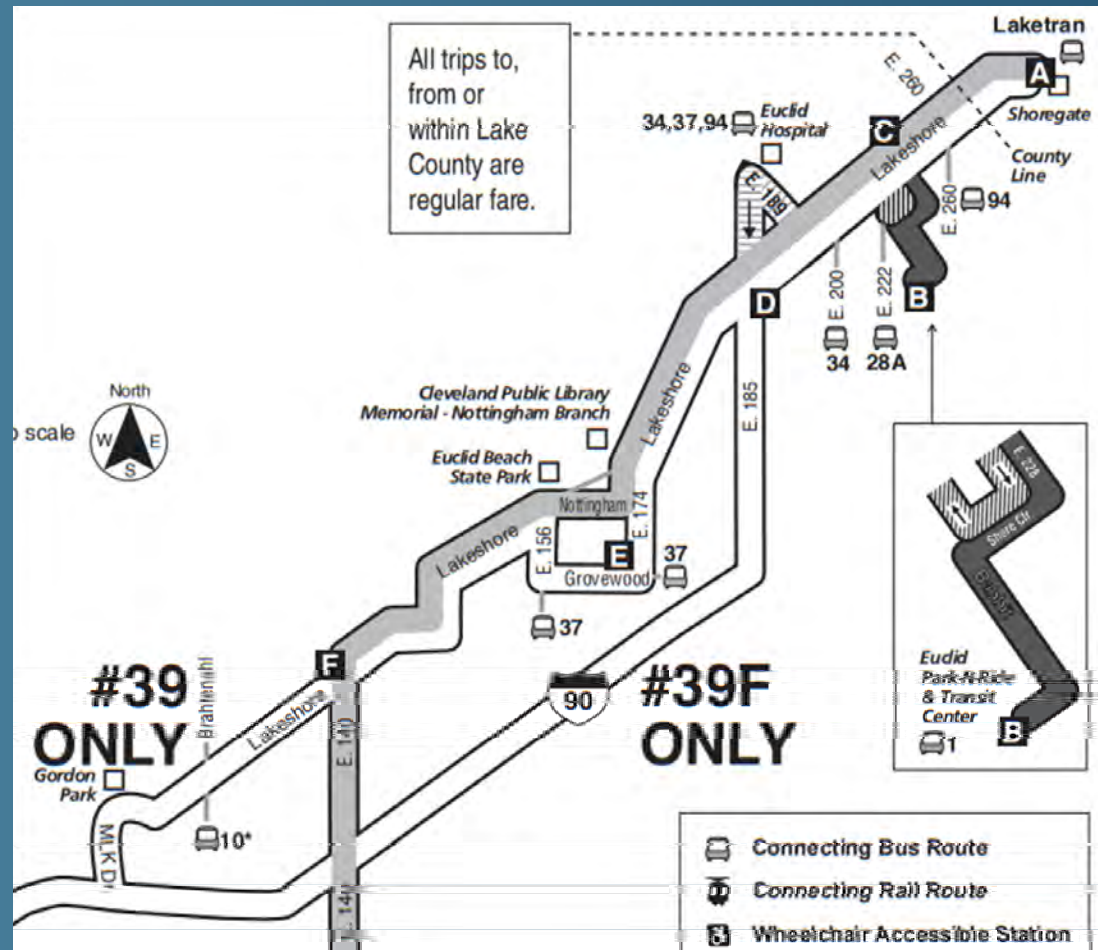 Laketran
A
Shoregate
All trips to,
from or
within Lake
County are
regular fare.
E. 260
C
Lakeshore
County
Line
34,37,94
Euclid
Hospital
E. 189
E. 260
94
B
D
E. 200
34
E. 222
28A
E. 185
Lakeshore
Cleveland Public Library
Memorial - Nottingham Branch
Euclid Beach
State Park
North
W
E
S
o scale
Nottingham
E. 174
E. 156
E
Grovewood
37
37
Lakeshore
F
#39
ONLY
Bratenahl
Lakeshore
E. 140
90
#39F
ONLY
Gordon
Park
MLK D
10*
E. 140
E. 228
Shore Ctr
Euclid
Park-N-Ride
& Transit
Center
1
B
Connecting Bus Route
Connecting Rail Route
Wheelchair Accessible Station